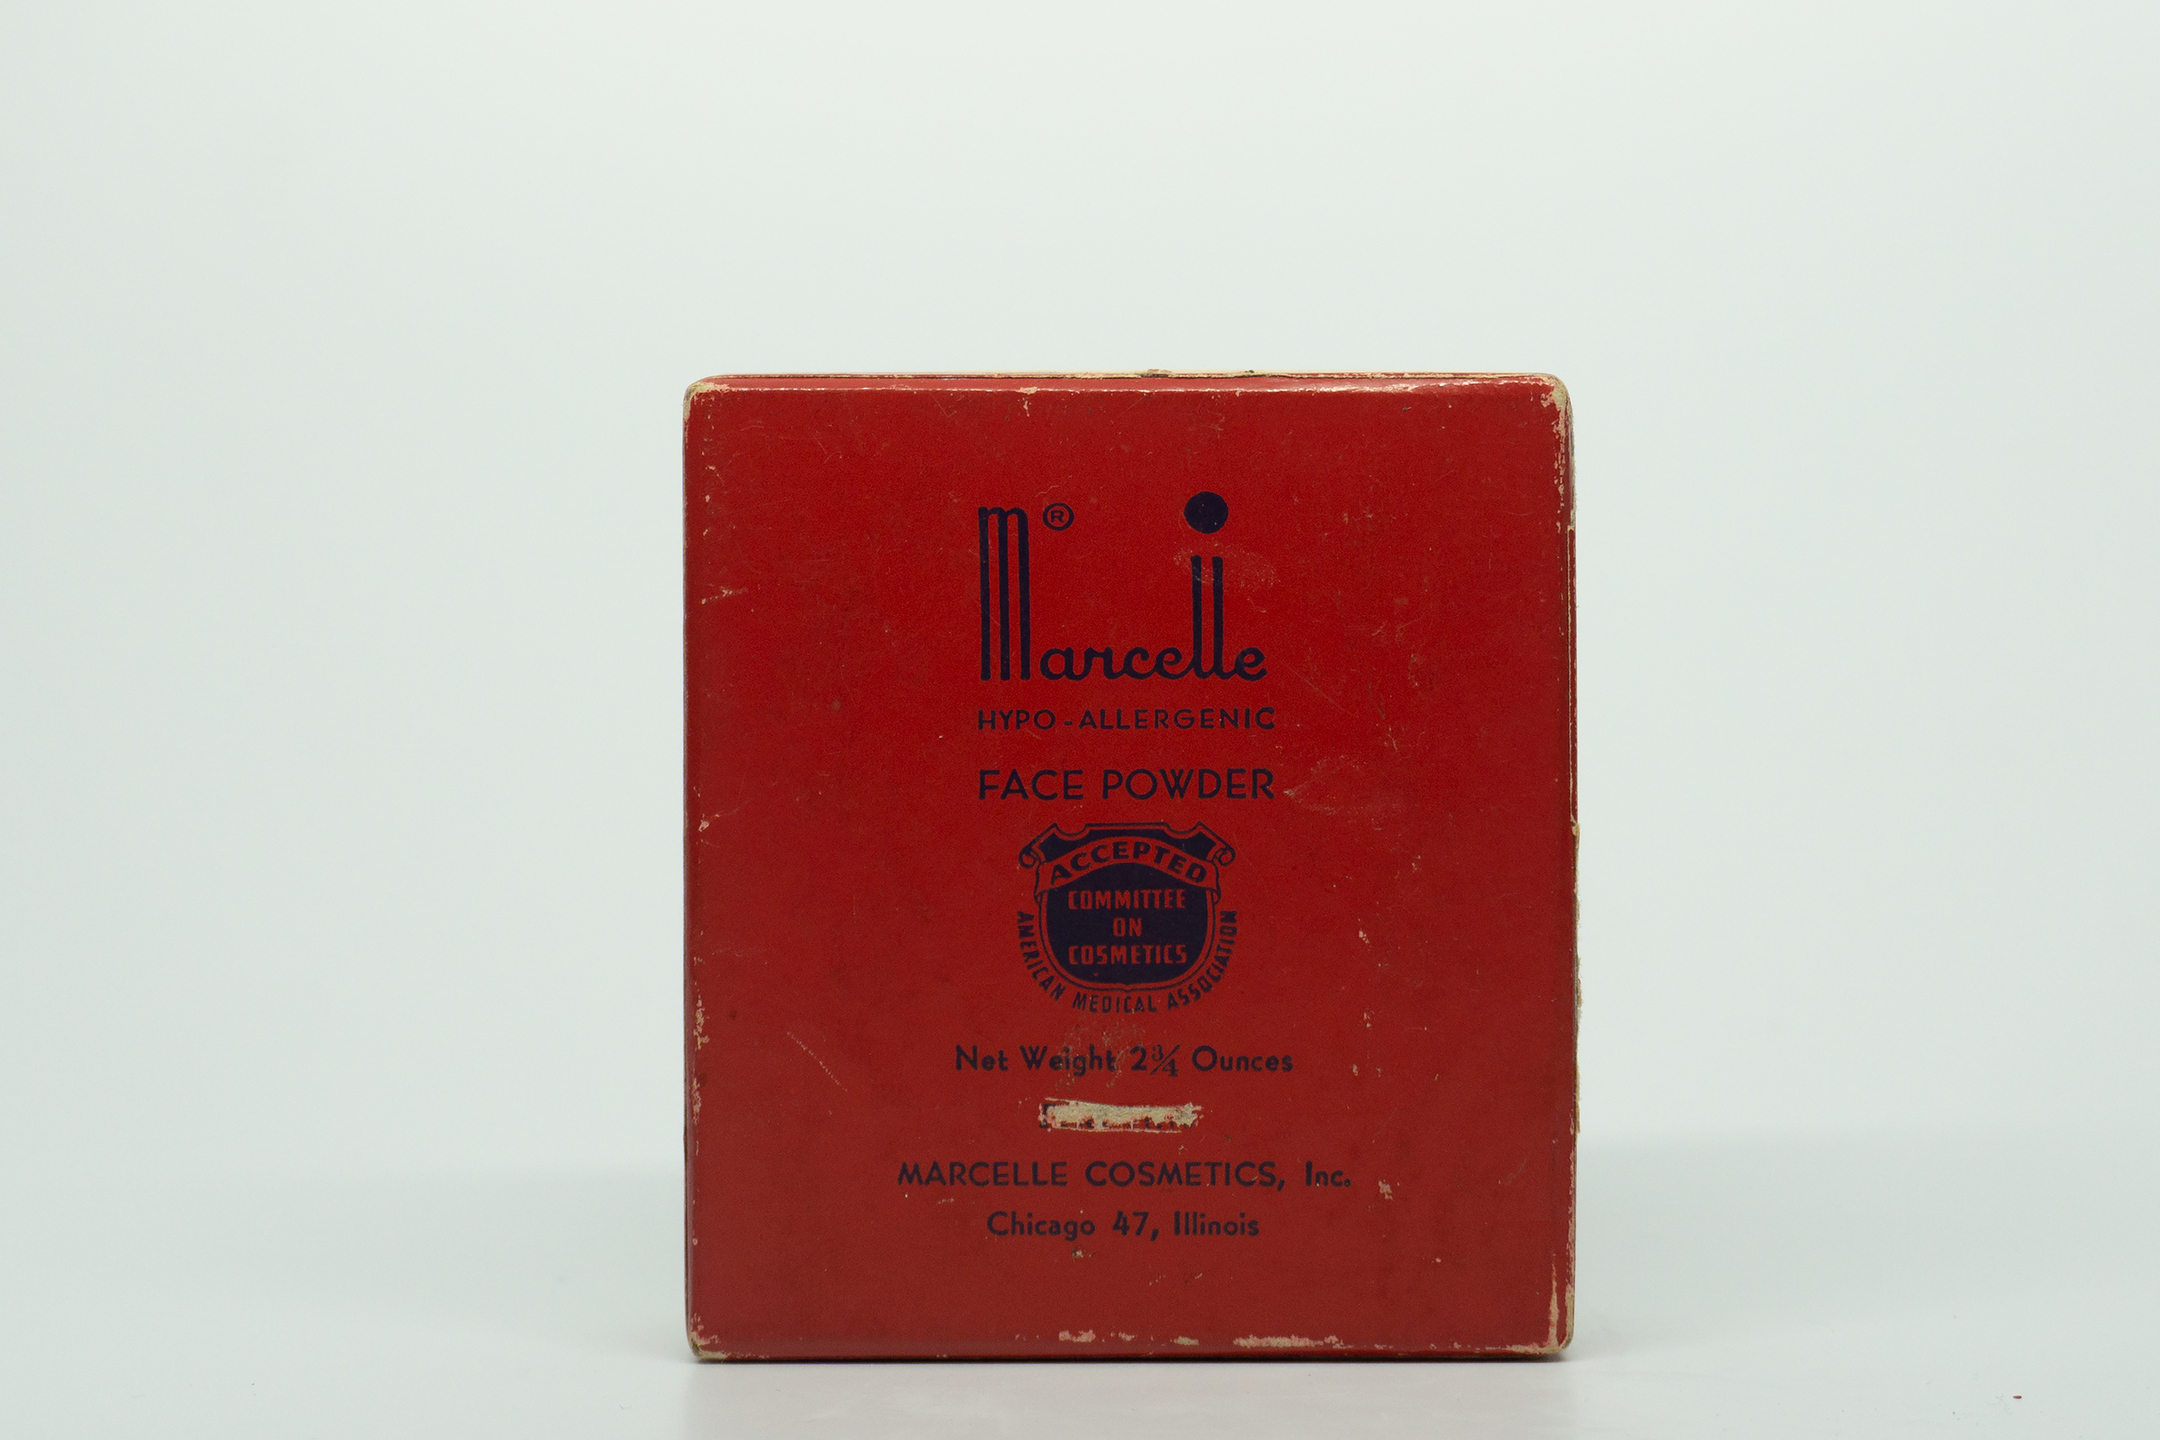 Marcelle®
HYPO-ALLERGENIC
FACE POWDER
ACCEPTED
COMMITTEE
ON
COSMETICS
AMERICAN MEDICAL ASSOCIATION
Net Weight 2¾ Ounces
MARCELLE COSMETICS, Inc.
Chicago 47, Illinois